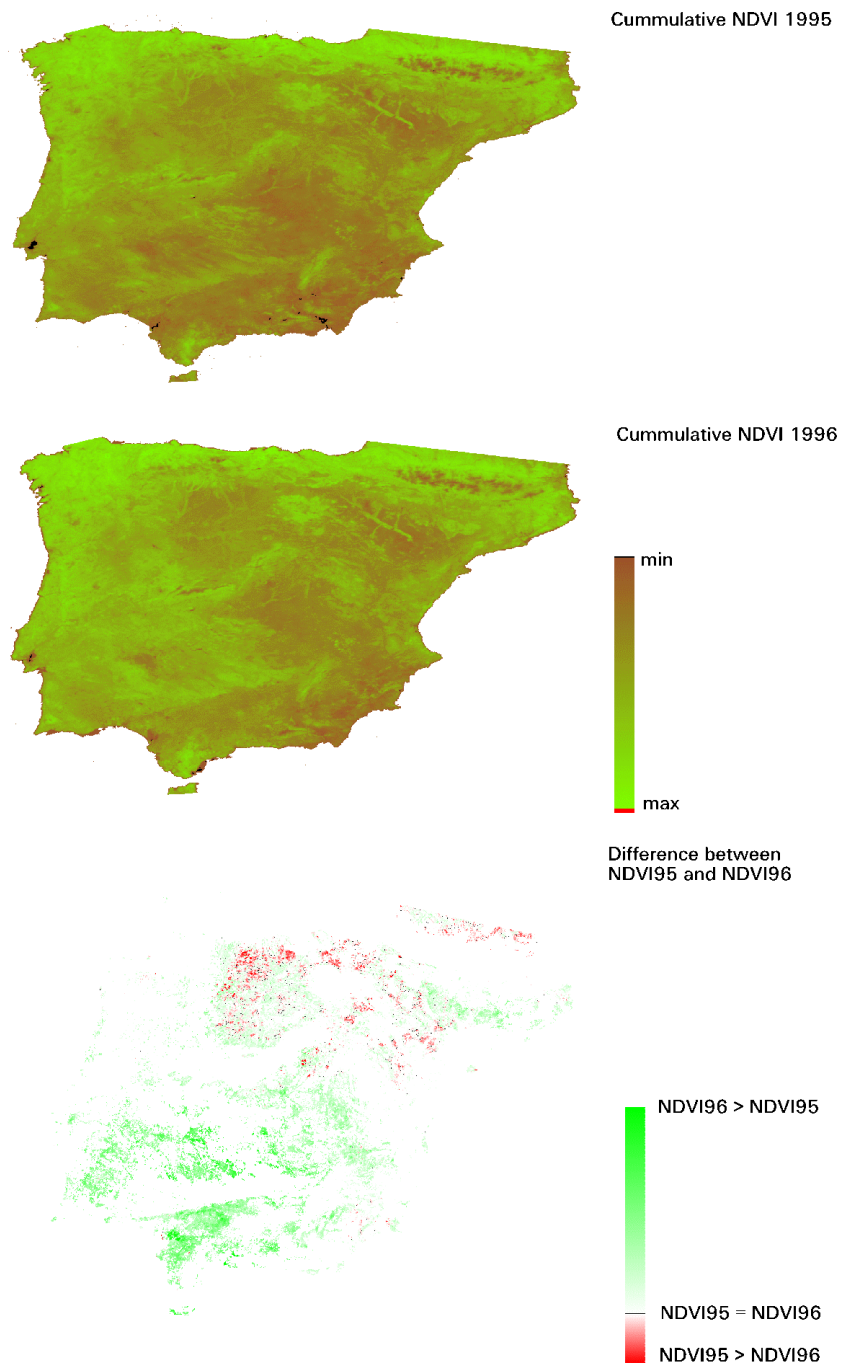 Cummulative NDVI 1995
Cummulative NDVI 1996
min
max
Difference between
NDVI95 and NDVI96
NDVI96 > NDVI95
NDVI95 = NDVI96
NDVI95 > NDVI96